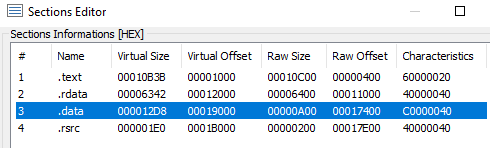 Sections Editor
Sections Informations [HEX]
# Name Virtual Size Virtual Offset Raw Size Raw Offset Characteristics
1 .text 00010B3B 00001000 00010C00 00000400 60000020
2 .rdata 00006342 00012000 00006400 00011000 40000040
3 .data 000012D8 00019000 00000A00 00017400 C0000040
4 .rsrc 000001E0 0001B000 00000200 00017E00 40000040